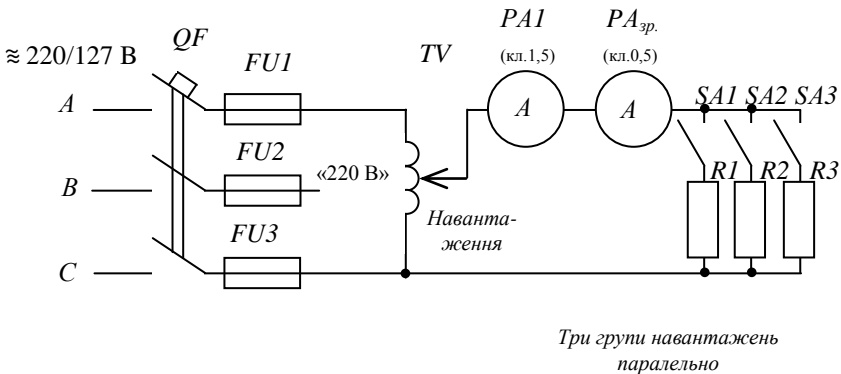 PA1 PAзр.
QF TV (кл.1,5) (кл.0,5)
≈ 220/127 В FU1
SA1 SA2 SA3
A A A
FU2
«220 В» R1 R2 R3
B
Наванта-
ження
FU3
C
Три групи навантажень
паралельно